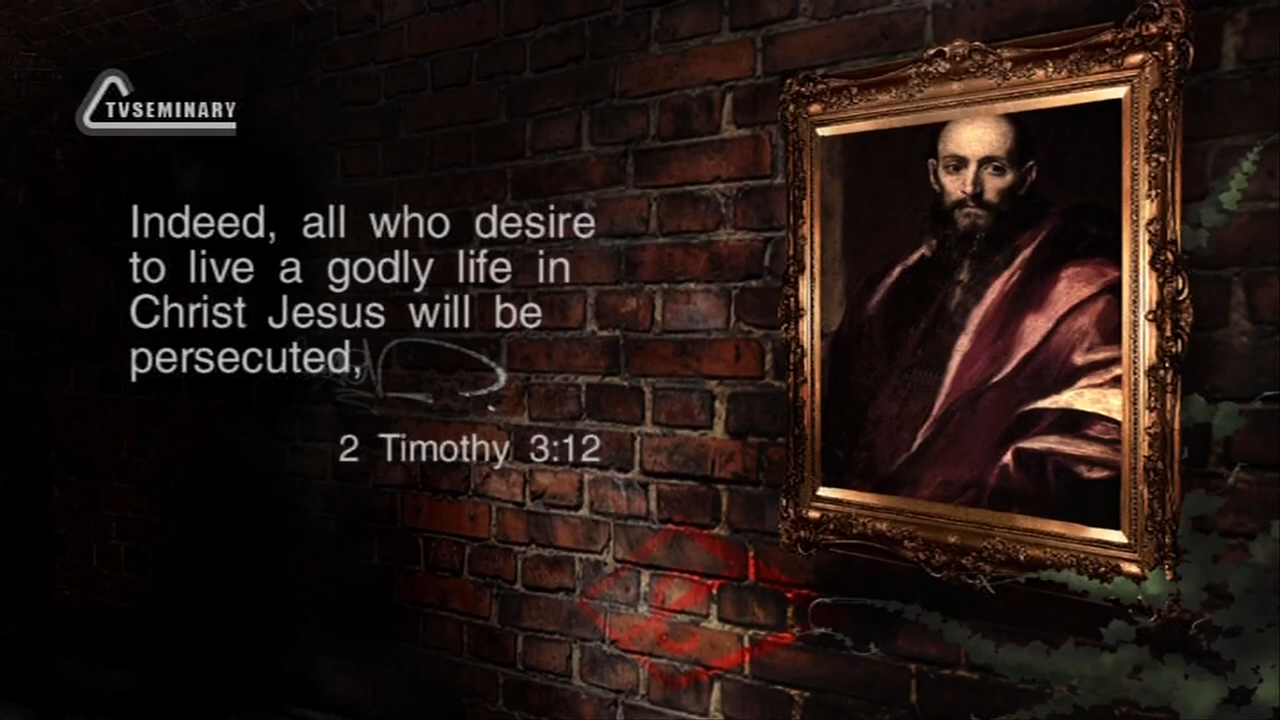 TVSEMINARY
Indeed, all who desire
to live a godly life in
Christ Jesus will be
persecuted,
2 Timothy 3:12